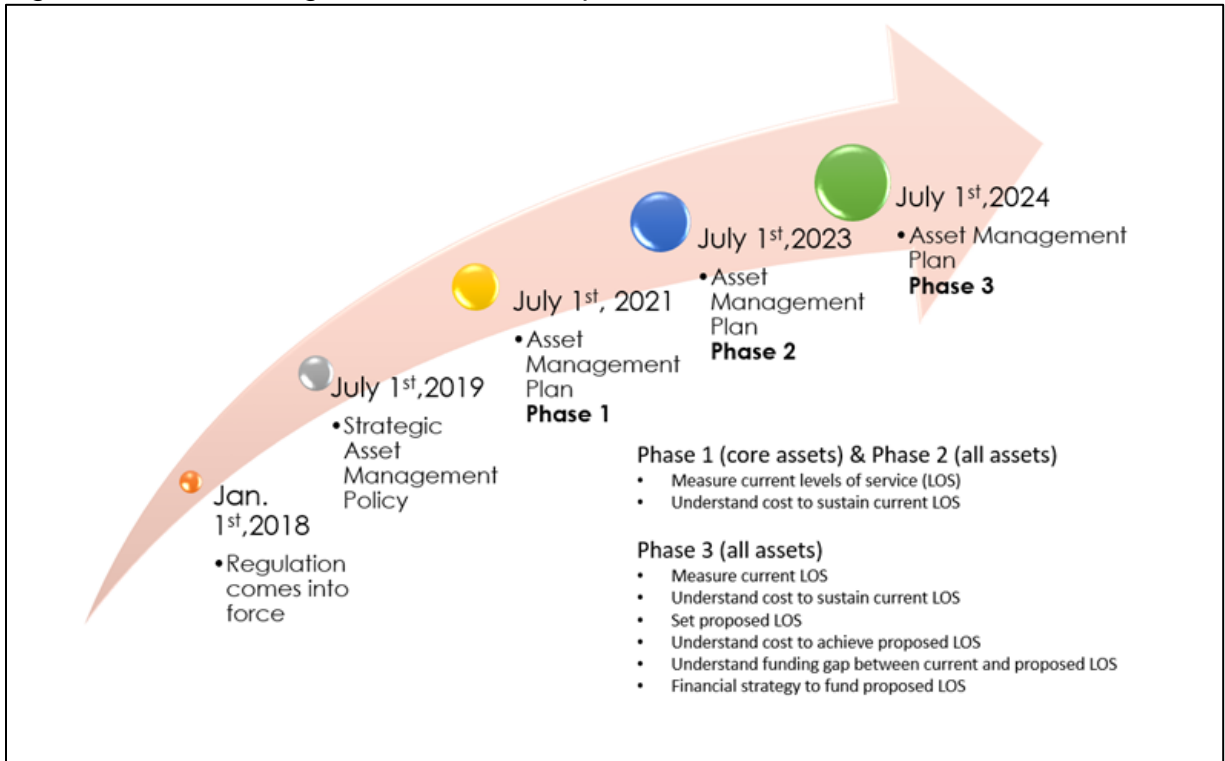 Jan.
1st,2018
•Regulation
comes into
force
July 1st,2019
•Strategic
Asset
Management
Policy
July 1st, 2021
•Asset
Management
Plan
Phase 1
July 1st,2023
•Asset
Management
Plan
Phase 2
July 1st,2024
•Asset Management
Plan
Phase 3
Phase 1 (core assets) & Phase 2 (all assets)
• Measure current levels of service (LOS)
• Understand cost to sustain current LOS
Phase 3 (all assets)
• Measure current LOS
• Understand cost to sustain current LOS
• Set proposed LOS
• Understand cost to achieve proposed LOS
• Understand funding gap between current and proposed LOS
• Financial strategy to fund proposed LOS